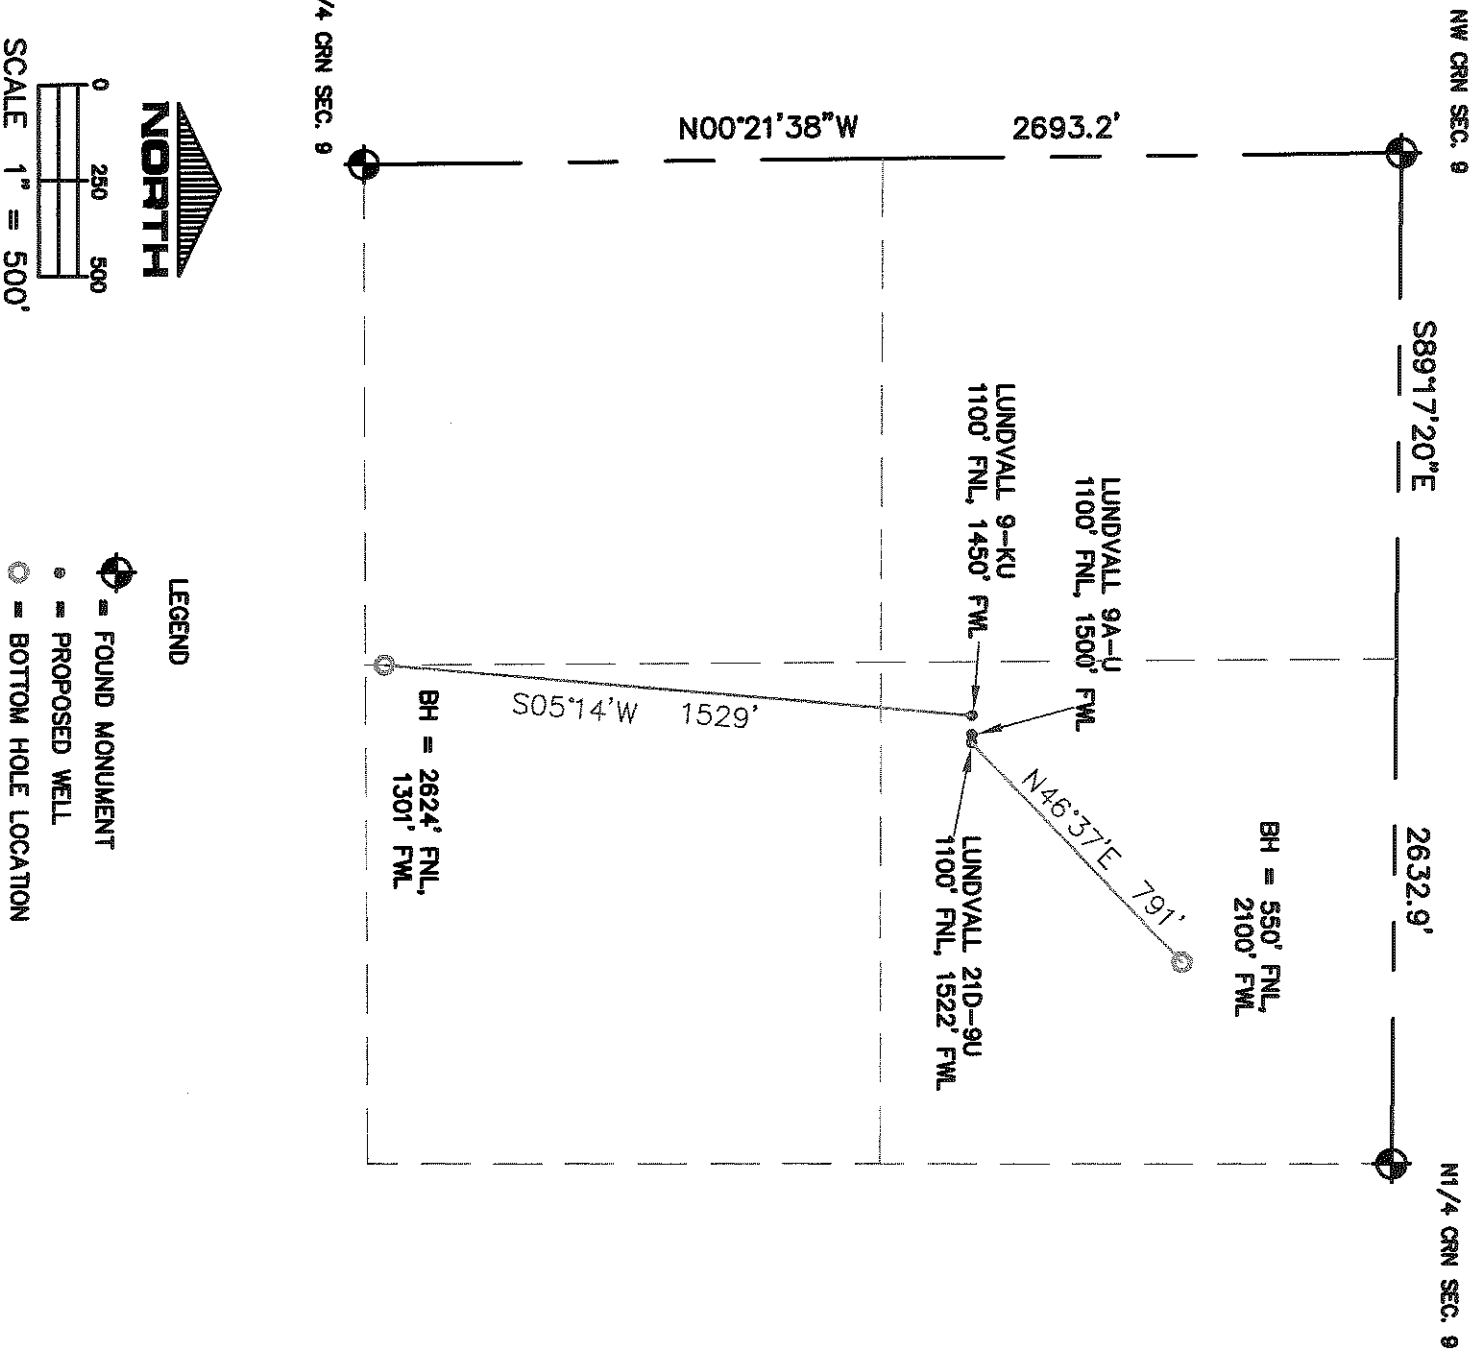 NW CRN SEC. 9
S89°17'20"E
2632.9'
N1/4 CRN SEC. 9
N00°21'38"W
2693.2'
/4 CRN SEC. 9
BH = 550' FNL,
2100' FWL
LUNDVALL 9A-U
1100' FNL, 1500' FWL
LUNDVALL 9-KU
1100' FNL, 1450' FWL
N46°37'E 791'
LUNDVALL 21D-9U
1100' FNL, 1522' FWL
S05°14'W 1529'
BH = 2624' FNL,
1301' FWL
NORTH
0 250 500
SCALE 1" = 500'
LEGEND
= FOUND MONUMENT
= PROPOSED WELL
= BOTTOM HOLE LOCATION